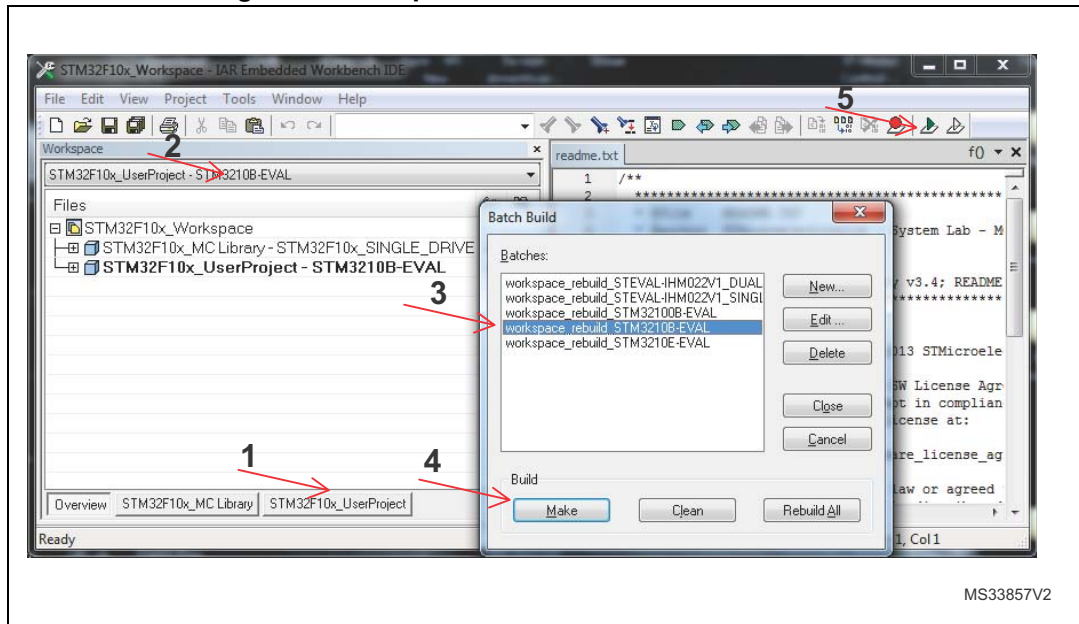 STM32F10x_Workspace - IAR Embedded Workbench IDE
File Edit View Project Tools Window Help
5
2
Workspace
readme.txt
f()
STM32F10x_UserProject - STM3210B-EVAL
1 /**
2 ******************************************
Files
STM32F10x_Workspace
STM32F10x_MC Library - STM32F10x_SINGLE_DRIVE
STM32F10x_UserProject - STM3210B-EVAL
Batch Build
Batches:
workspace_rebuild_STEVAL-IHM022V1_DUAL
workspace_rebuild_STEVAL-IHM022V1_SINGL
workspace_rebuild_STM32100B-EVAL
workspace_rebuild_STM3210B-EVAL
workspace_rebuild_STM3210E-EVAL
New...
Edit ...
Delete
Close
Cancel
3
System Lab - M
v3.4; README
**************
013 STMicroele
SW License Agr
ot in complian
icense at:
re_license_ag
law or agreed
1
4
Build
Make Clean Rebuild All
Overview STM32F10x_MC Library STM32F10x_UserProject
Ready
1, Col 1
MS33857V2